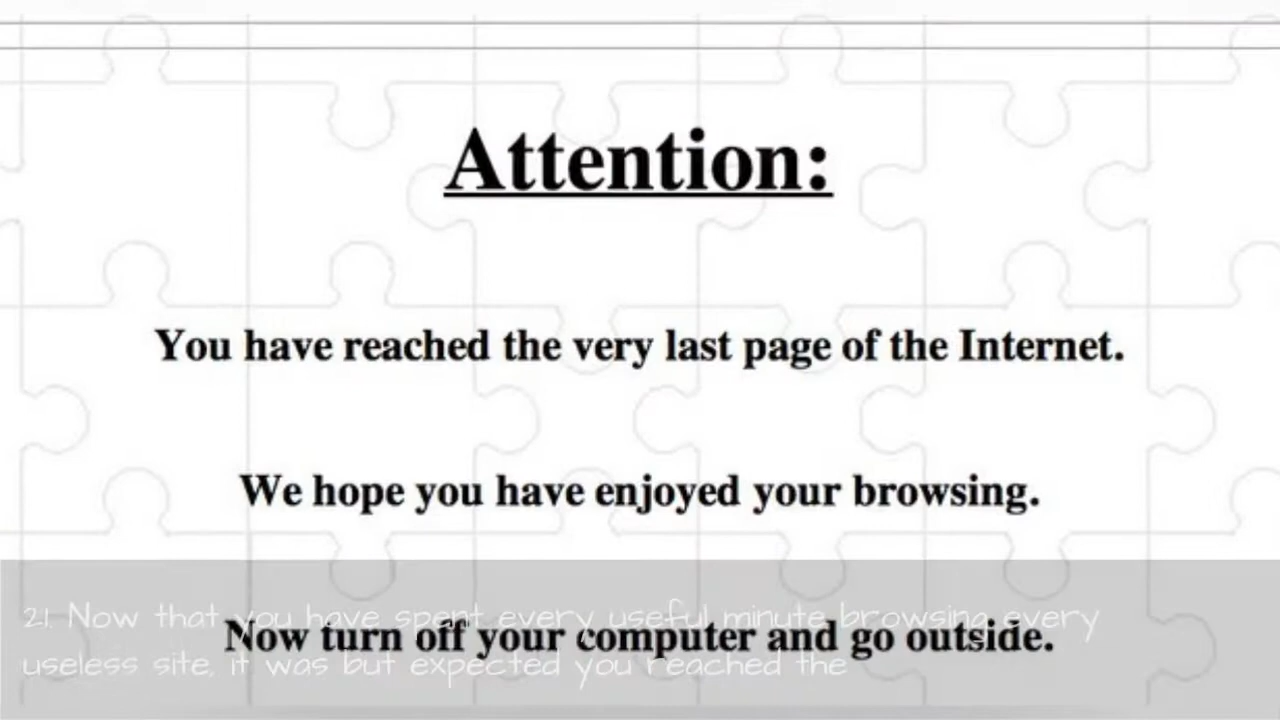 Attention:
You have reached the very last page of the Internet.
We hope you have enjoyed your browsing.
21. Now that you have spent every useful minute browsing every
Now turn off your computer and go outside.
useless site, it was but expected you reached the